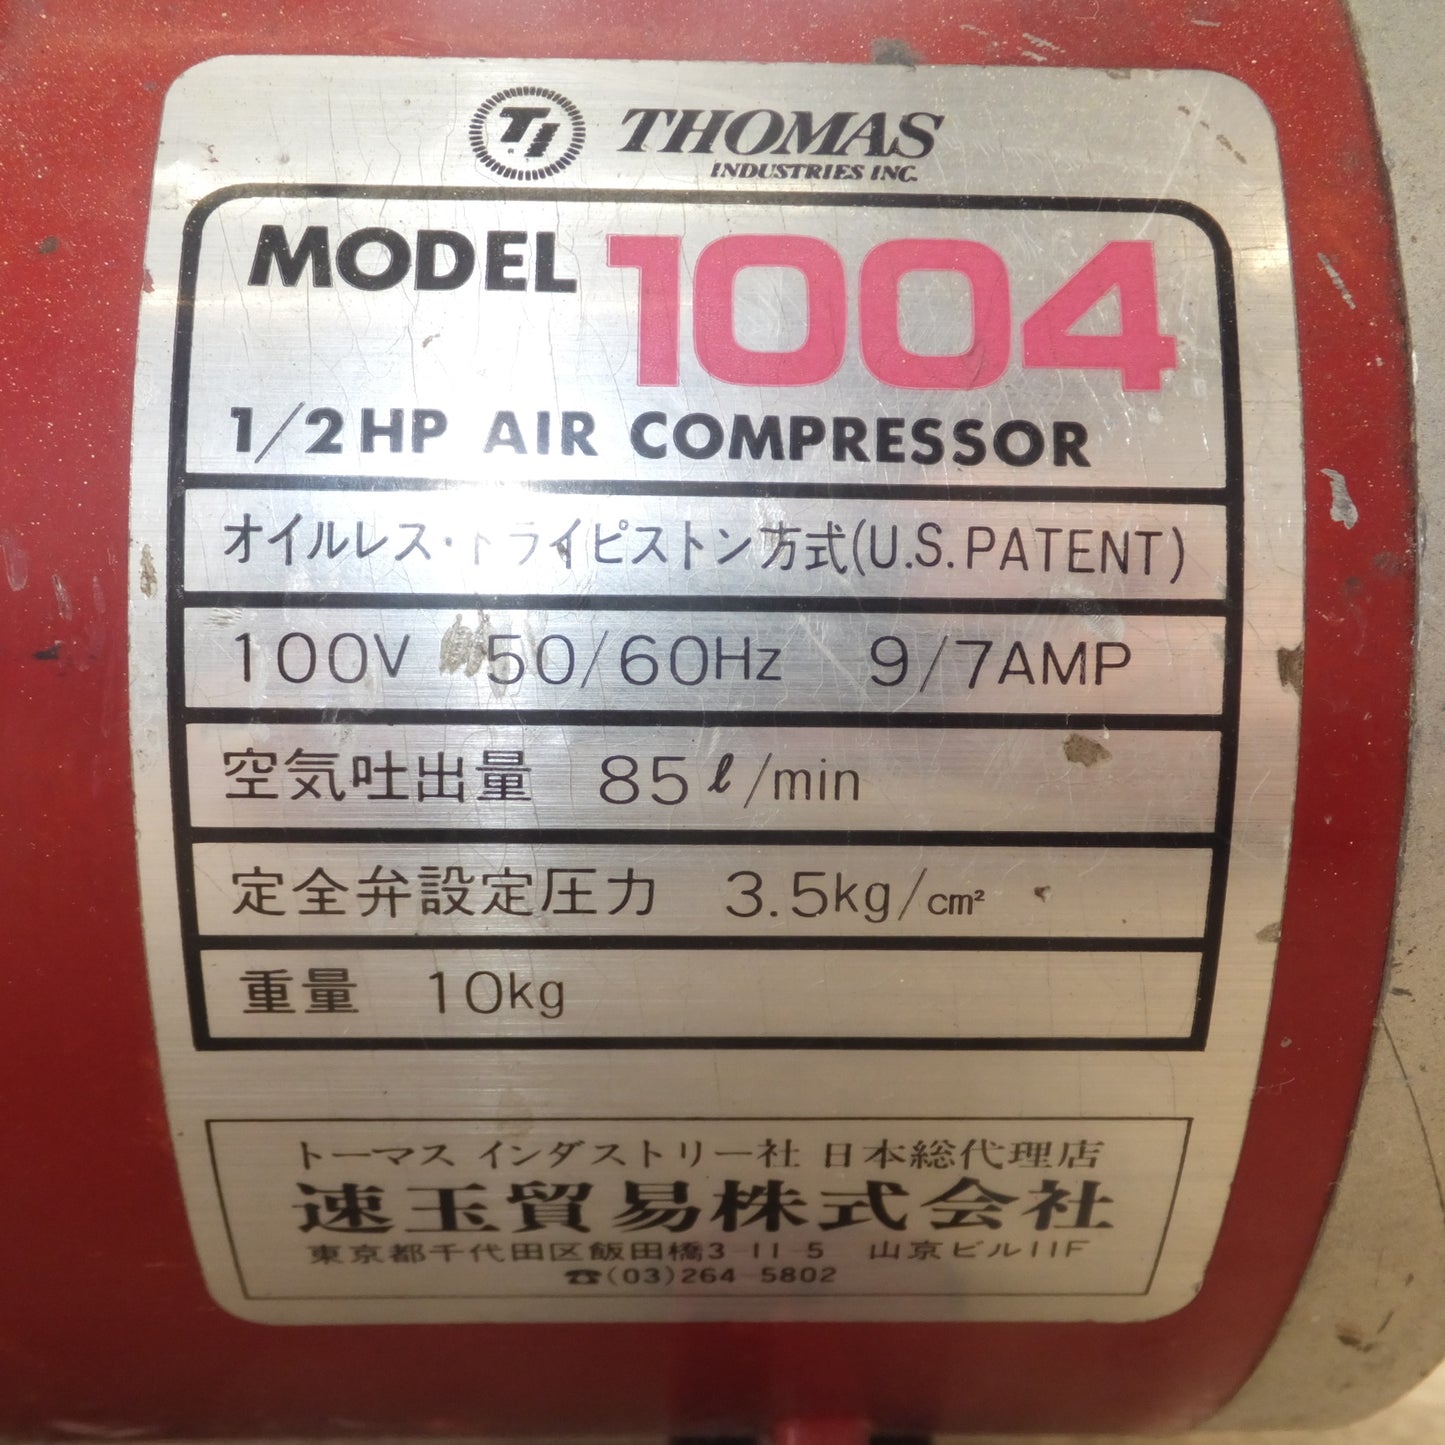 TI THOMAS
INDUSTRIES INC.
MODEL 1004
1/2HP AIR COMPRESSOR
オイルレス・ドライピストン方式(U.S.PATENT)
100V 50/60Hz 9/7AMP
空気吐出量 85ℓ/min
定全弁設定圧力 3.5kg/cm²
重量 10kg
トーマス インダストリー社 日本総代理店
速玉貿易株式会社
東京都千代田区飯田橋3-11-5 山京ビル11F
☎(03)264-5802